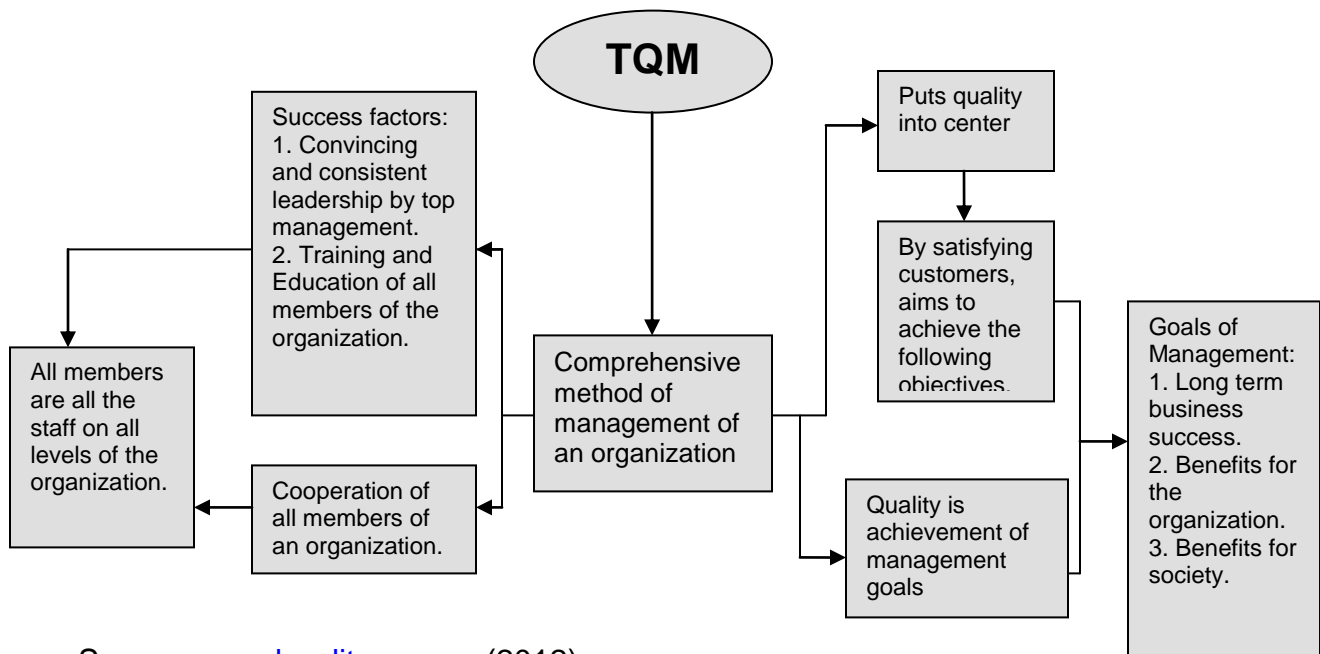 TQM
Success factors:
1. Convincing
and consistent
leadership by top
management.
2. Training and
Education of all
members of the
organization.
All members
are all the
staff on all
levels of the
organization.
Cooperation of
all members of
an organization.
Comprehensive
method of
management of
an organization
Puts quality
into center
By satisfying
customers,
aims to
achieve the
following
objectives.
Quality is
achievement of
management
goals
Goals of
Management:
1. Long term
business
success.
2. Benefits for
the
organization.
3. Benefits for
society.
(2012)